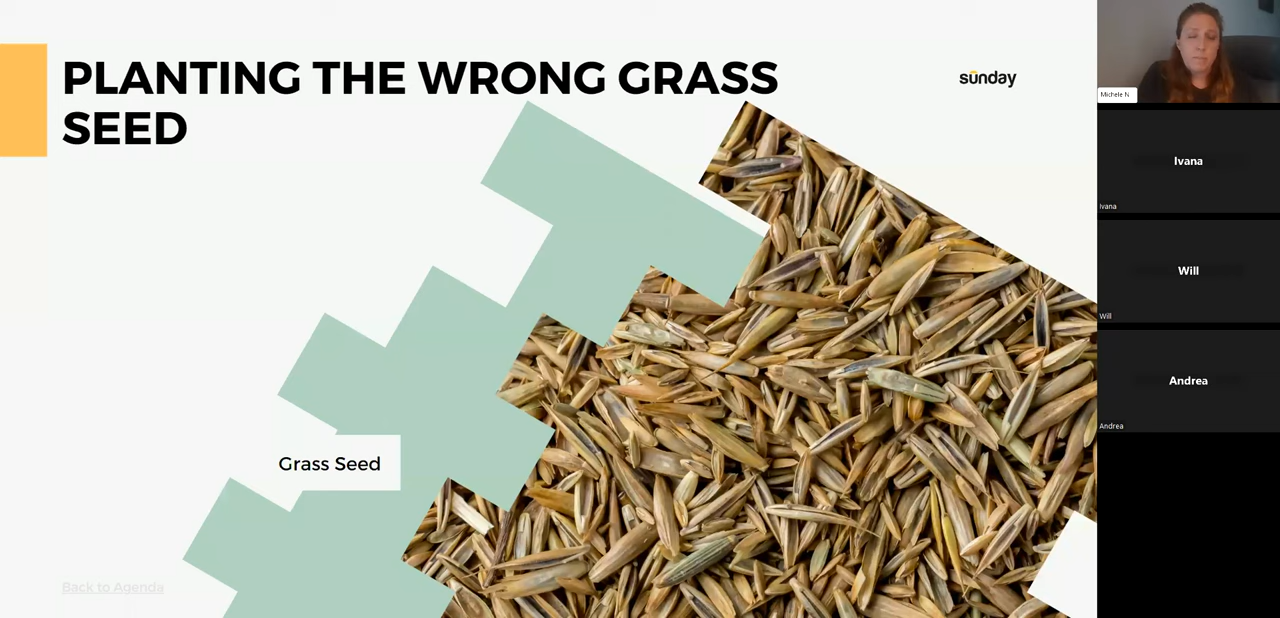 PLANTING THE WRONG GRASS
SEED
sunday
Grass Seed
Back to Agenda
Michele N.
Ivana
Ivana
Will
Will
Andrea
Andrea